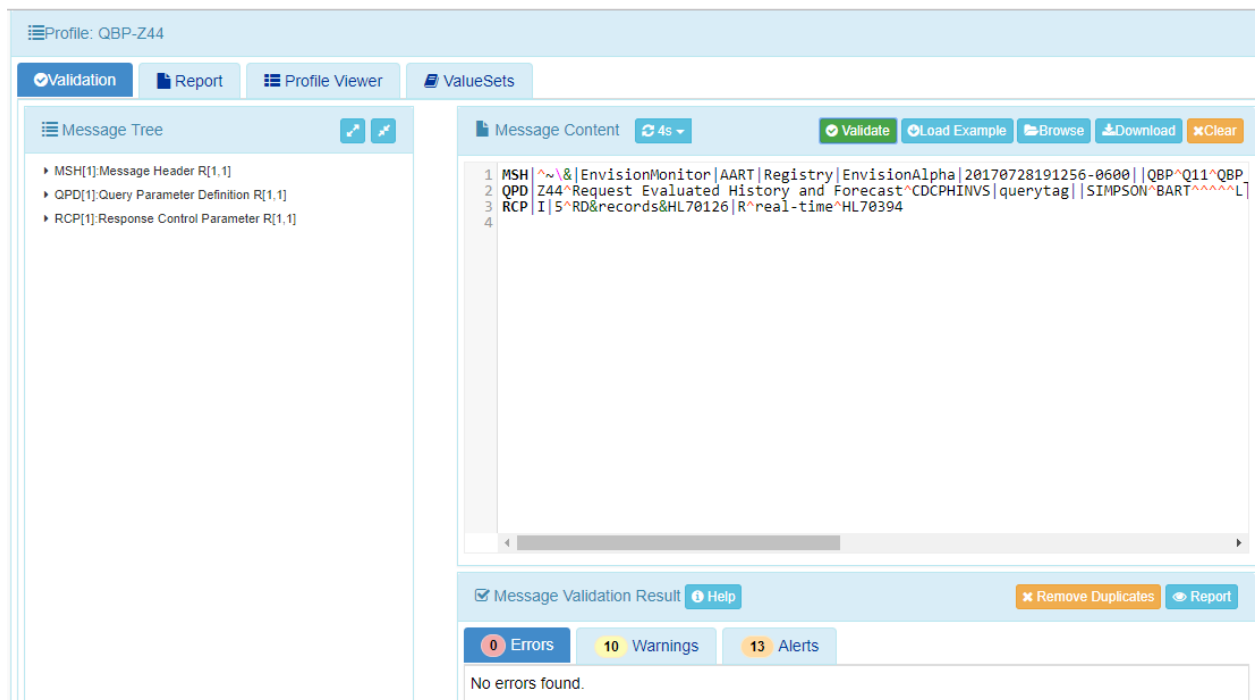 Profile: QBP-Z44
Validation Report Profile Viewer ValueSets
Message Tree
MSH[1]:Message Header R[1,1]
QPD[1]:Query Parameter Definition R[1,1]
RCP[1]:Response Control Parameter R[1,1]
Message Content 4s Validate Load Example Browse Download Clear
1 MSH|^~\&|EnvisionMonitor|AART|Registry|EnvisionAlpha|20170728191256-0600||QBP^Q11^QBP_
2 QPD|Z44^Request Evaluated History and Forecast^CDCPHINVS|querytag||SIMPSON^BART^^^^^L|
3 RCP|I|5^RD&records&HL70126|R^real-time^HL70394
4
Message Validation Result Help Remove Duplicates Report
0 Errors 10 Warnings 13 Alerts
No errors found.